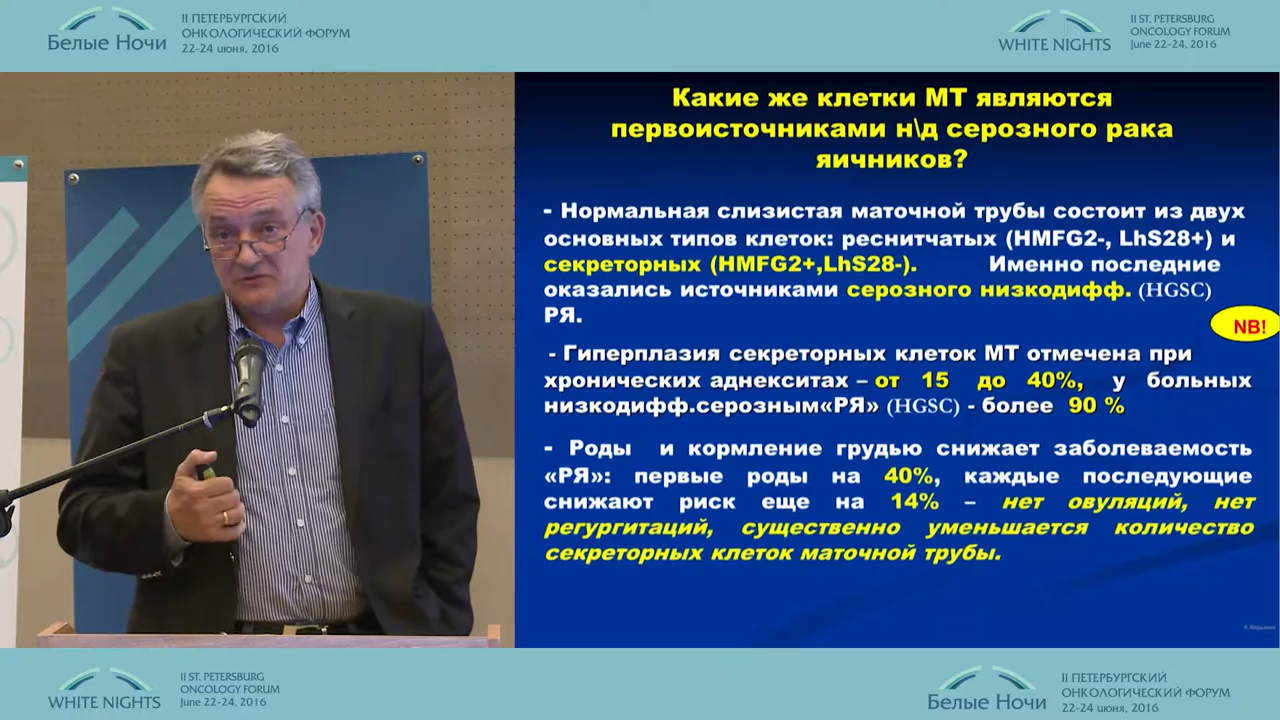 Белые Ночи
II ПЕТЕРБУРГСКИЙ
ОНКОЛОГИЧЕСКИЙ ФОРУМ
22-24 июня, 2016
WHITE NIGHTS
II ST. PETERSBURG
ONCOLOGY FORUM
June 22-24, 2016
Какие же клетки МТ являются
первоисточниками н\д серозного рака
яичников?
- Нормальная слизистая маточной трубы состоит из двух
основных типов клеток: реснитчатых (HMFG2-, LhS28+) и
секреторных (HMFG2+,LhS28-). Именно последние
оказались источниками серозного низкодифф. (HGSC)
РЯ.
NB!
- Гиперплазия секреторных клеток МТ отмечена при
хронических аднекситах – от 15 до 40%, у больных
низкодифф.серозным«РЯ» (HGSC) - более 90 %
- Роды и кормление грудью снижает заболеваемость
«РЯ»: первые роды на 40%, каждые последующие
снижают риск еще на 14% – нет овуляций, нет
регургитаций, существенно уменьшается количество
секреторных клеток маточной трубы.
WHITE NIGHTS
II ST. PETERSBURG
ONCOLOGY FORUM
June 22-24, 2016
Белые Ночи
II ПЕТЕРБУРГСКИЙ
ОНКОЛОГИЧЕСКИЙ ФОРУМ
22-24 июня, 2016